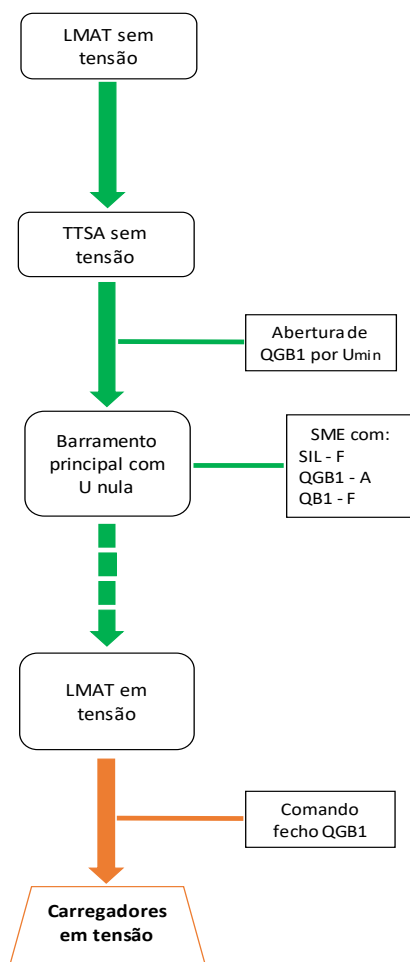 LMAT sem
tensão
TTSA sem
tensão
Abertura de
QGB1 por Umin
Barramento
principal com
U nula
SME com:
SIL - F
QGB1 - A
QB1 - F
LMAT em
tensão
Comando
fecho QGB1
Carregadores
em tensão